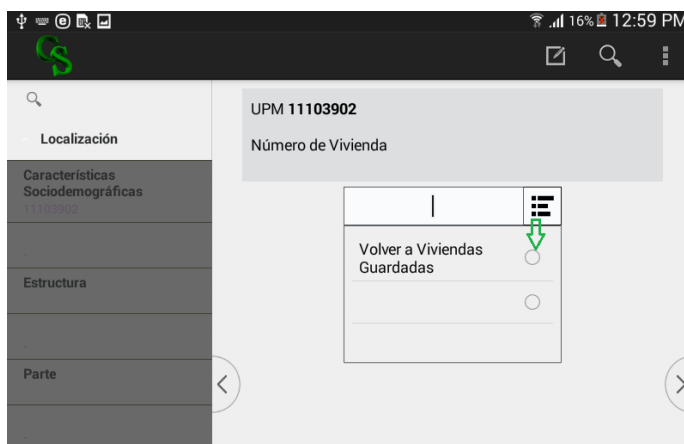 16% 12:59 PM
CS
Localización
UPM 11103902
Número de Vivienda
Características
Sociodemográficas
11103902
Volver a Viviendas
Guardadas
Estructura
Parte